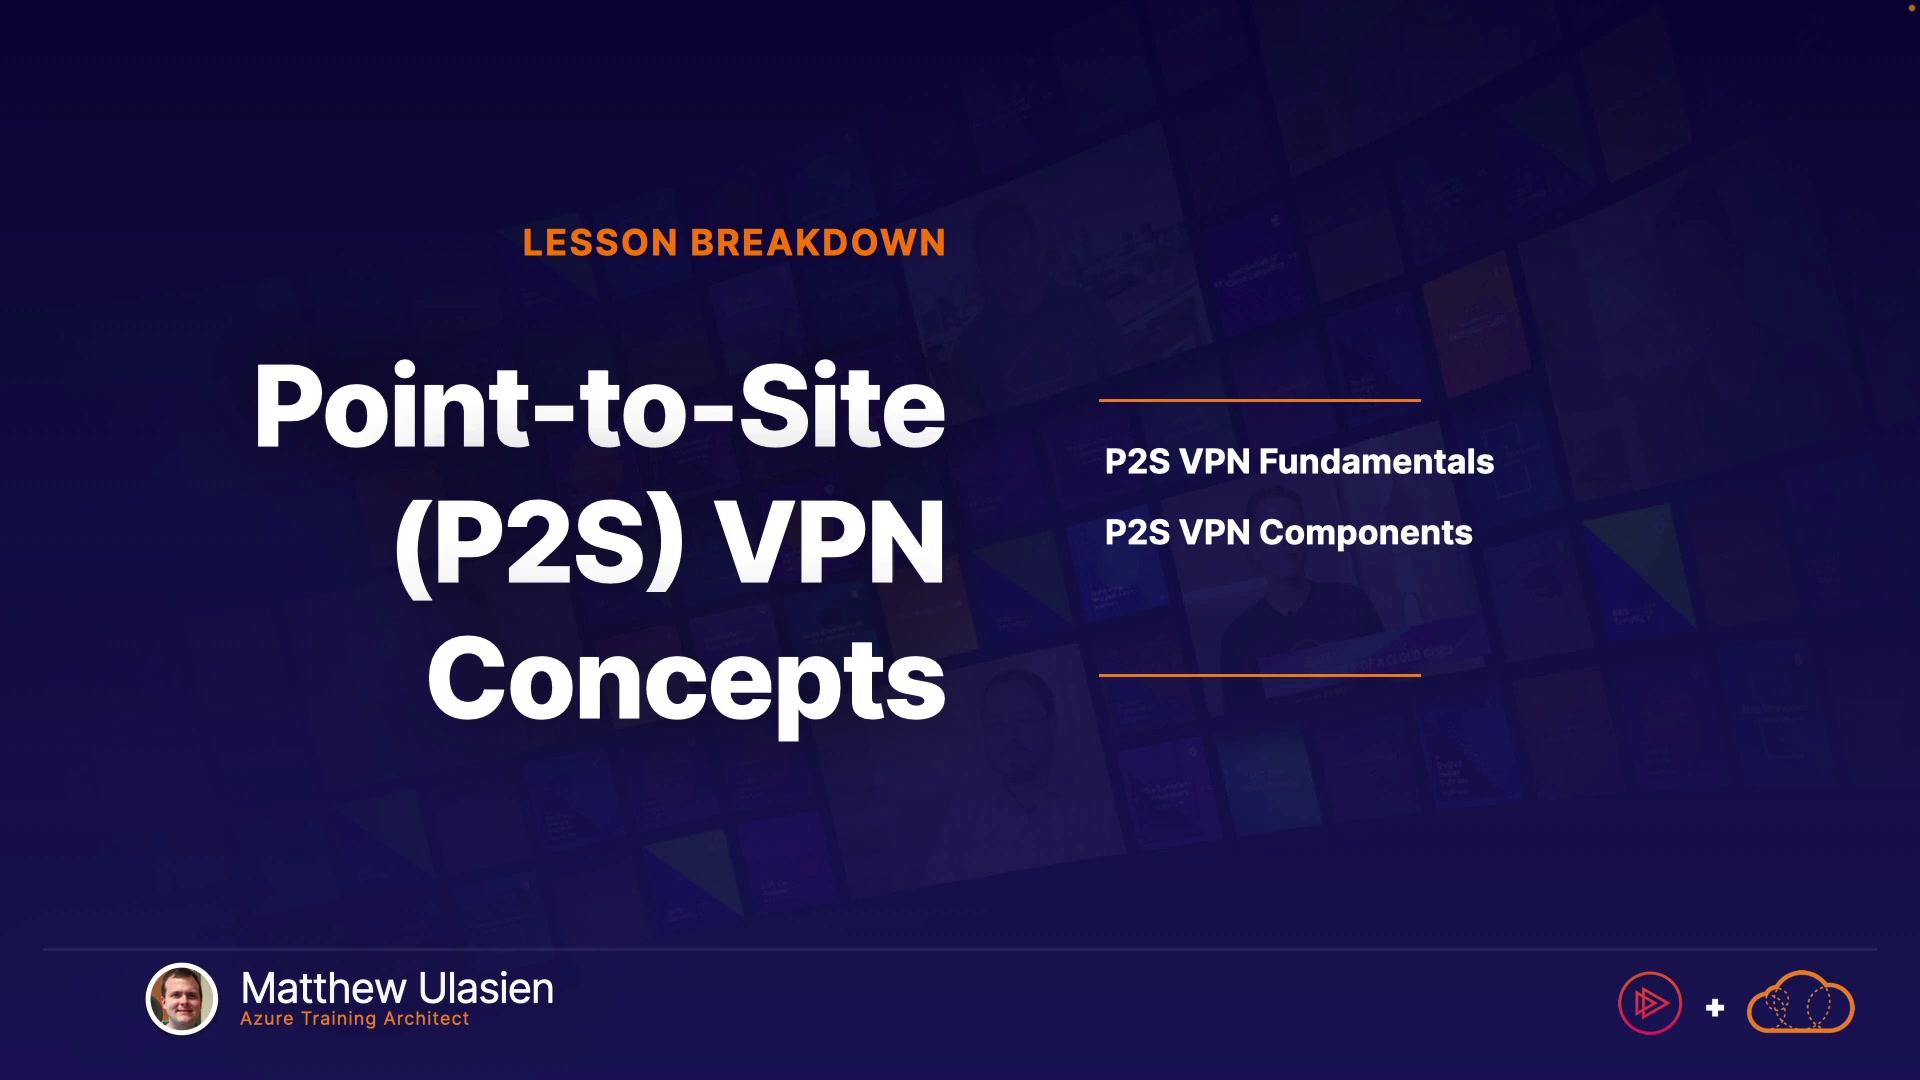 LESSON BREAKDOWN
Point-to-Site
(P2S) VPN
Concepts
P2S VPN Fundamentals
P2S VPN Components
Matthew Ulasien
Azure Training Architect
+